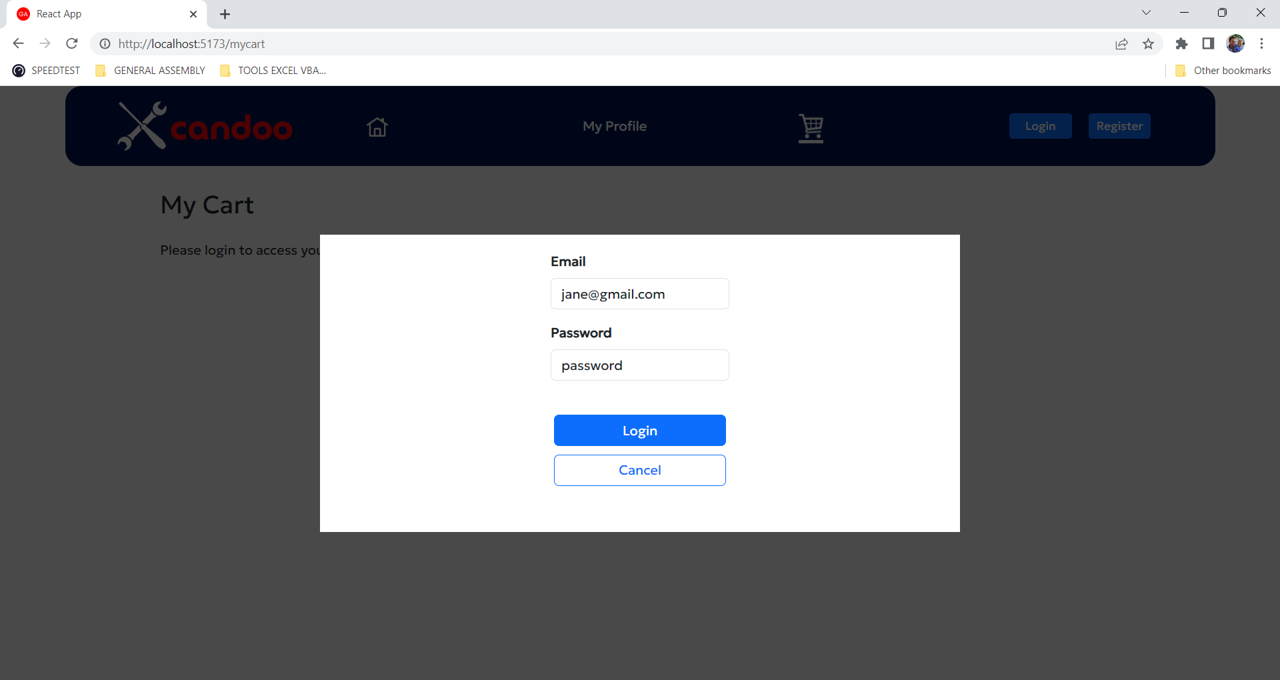 GA React App
http://localhost:5173/mycart
SPEEDTEST GENERAL ASSEMBLY TOOLS EXCEL VBA... Other bookmarks
candoo My Profile Login Register
My Cart
Please login to access
Email
jane@gmail.com
Password
password
Login
Cancel